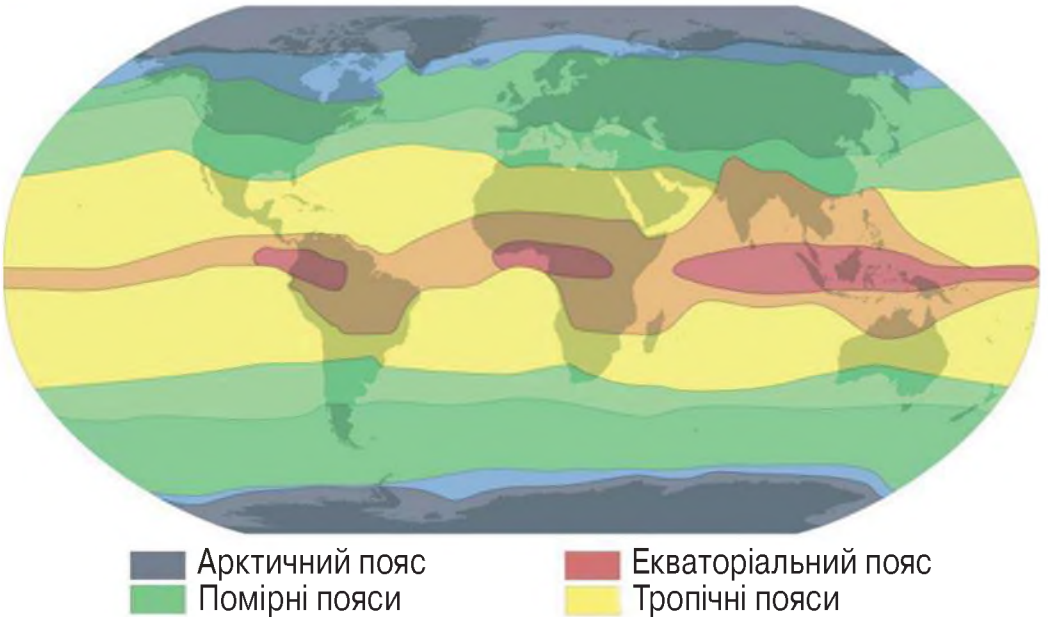 Арктичний пояс
Помірні пояси
Екваторіальний пояс
Тропічні пояси